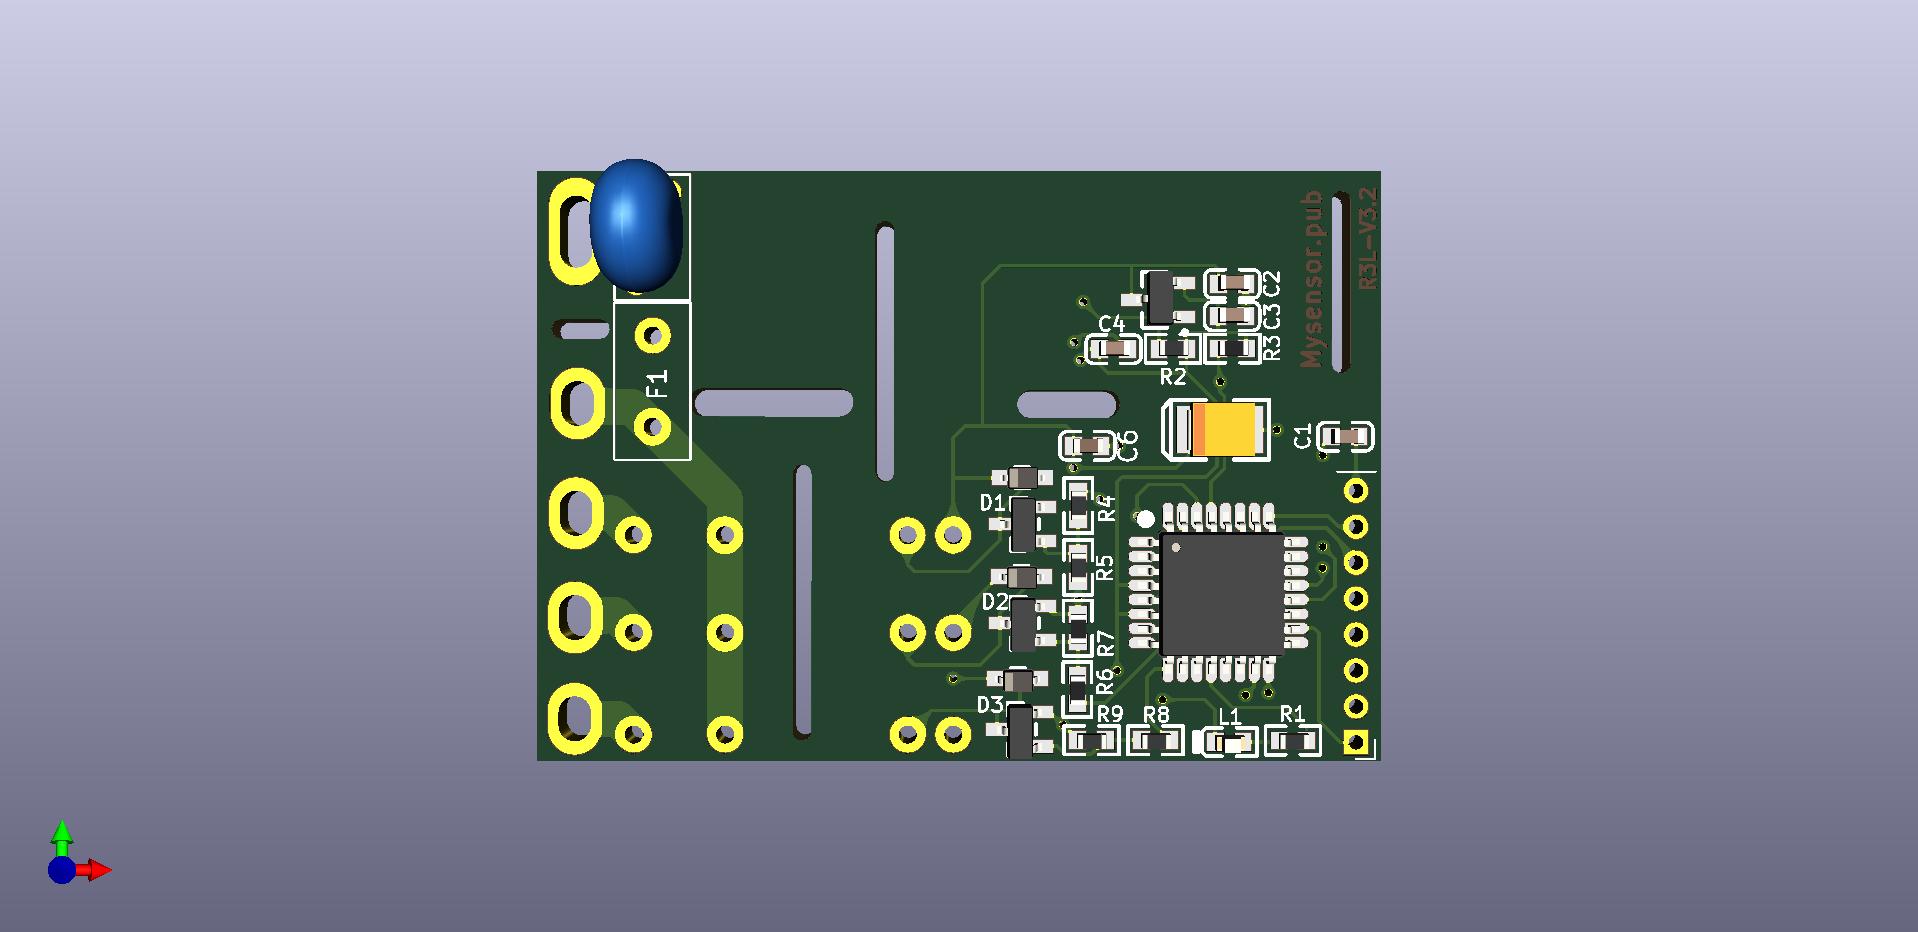 Mysensor.pub
R3L-V3.2
C2
C3
C4
R3
R2
F1
C1
C6
D1
R4
R5
D2
R7
R6
D3
R9
R8
L1
R1